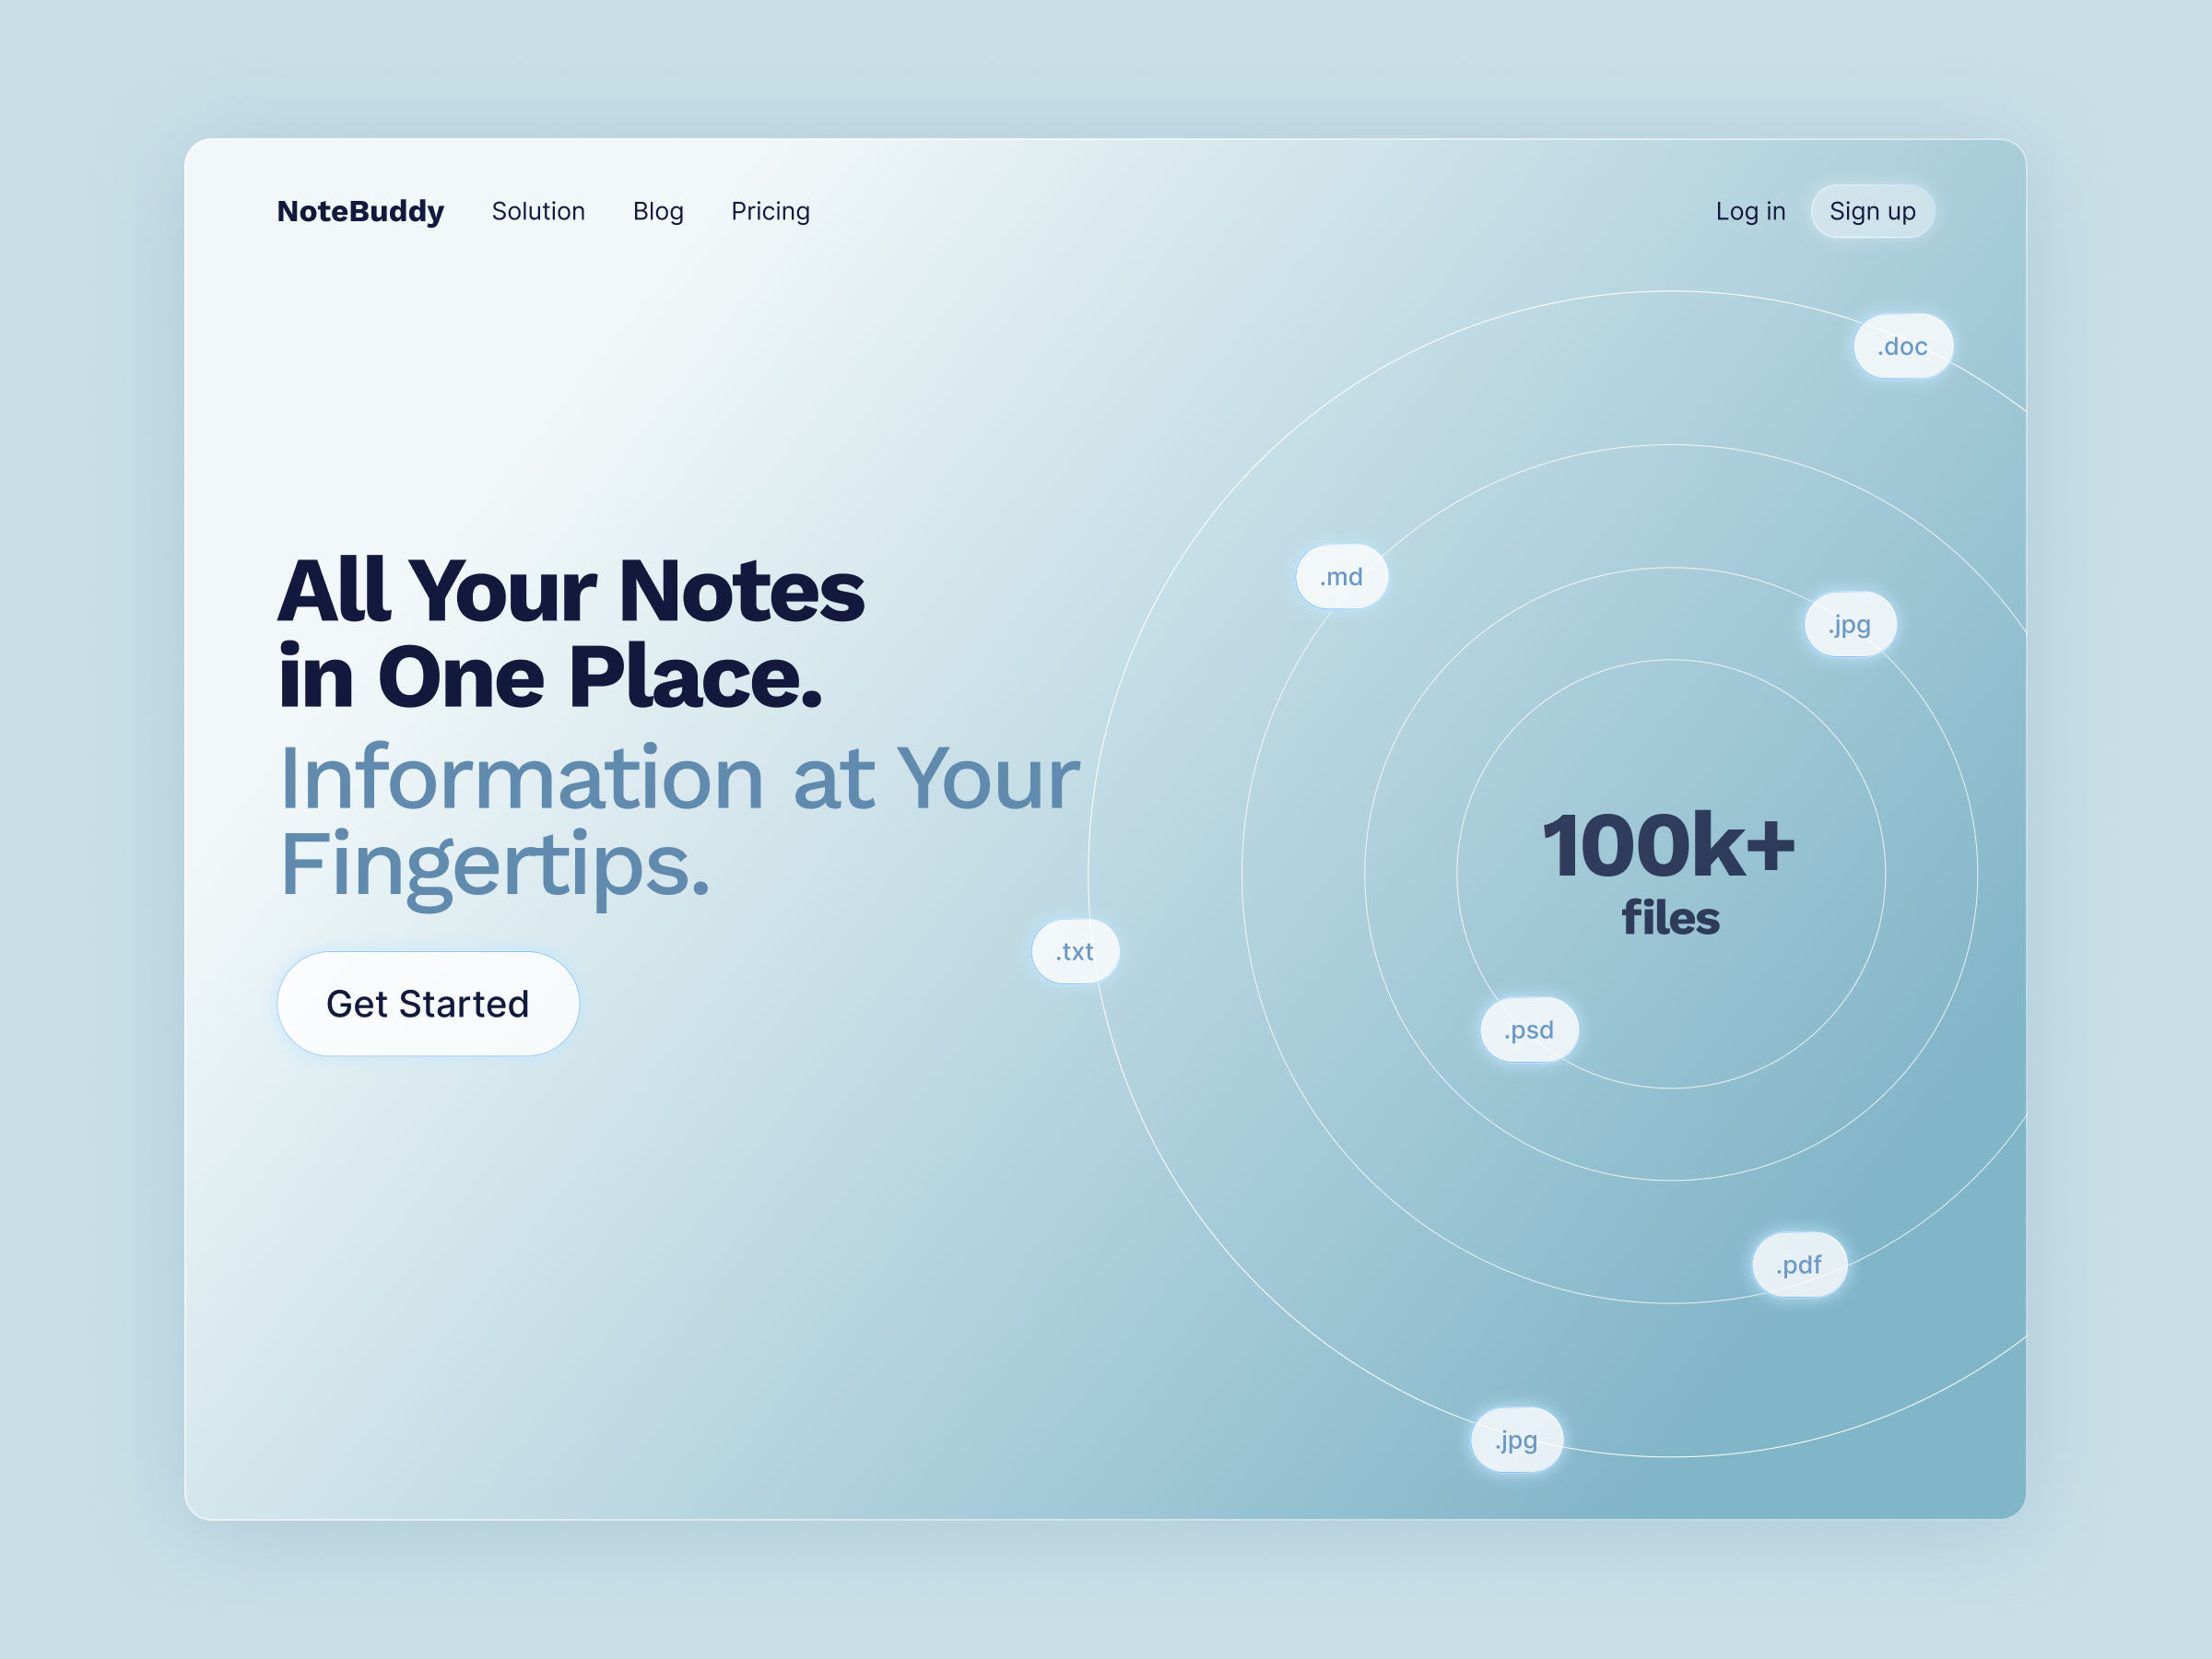 NoteBuddy Solution Blog Pricing Log in Sign up
All Your Notes
in One Place.
Information at Your
Fingertips.
Get Started
.doc
.md
.jpg
100k+
files
.txt
.psd
.pdf
.jpg